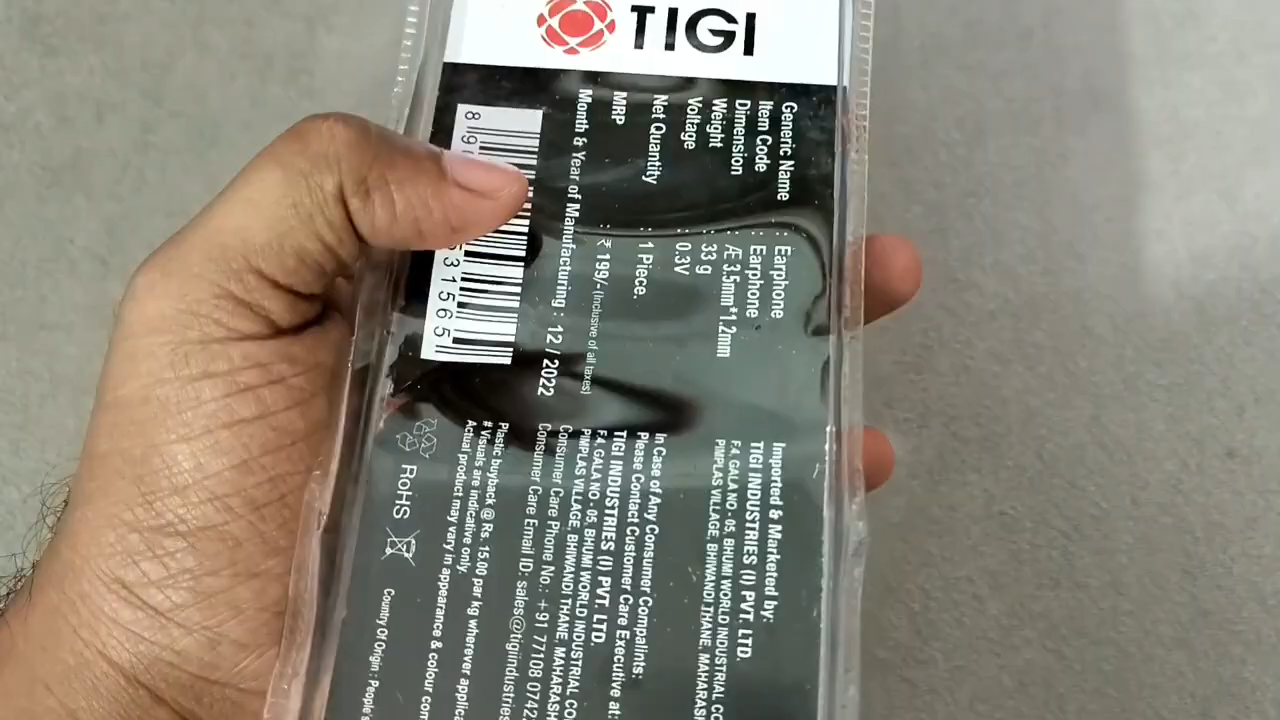 TIGI
Generic Name : Earphone
Item Code : Earphone
Dimension : Æ 3.5mm*1.2mm
Weight : 33 g
Voltage : 0.3V
Net Quantity : 1 Piece.
MRP : ₹ 199/- (Inclusive of all taxes)
Month & Year of Manufacturing : 12 / 2022
31565
Imported & Marketed by:
TIGI INDUSTRIES (I) PVT. LTD.
F.4, GALA NO - 05, BHUMI WORLD INDUSTRIAL
PIMPLAS VILLAGE, BHIWANDI THANE,
In Case of Any Consumer Compalints:
Please Contact Customer Care Executive at:
TIGI INDUSTRIES (I) PVT. LTD.
F.4, GALA NO - 05, BHUMI WORLD INDUSTRIAL
PIMPLAS VILLAGE, BHIWANDI THANE,
Consumer Care Phone No.: +91 77108 0742
Consumer Care Email ID: sales@tigiindustries
Plastic buyback @ Rs. 15.00 par kg wherever
# Visuals are indicative only.
Actual product may vary in appearance & colour
RoHS
Country Of Origin : People's